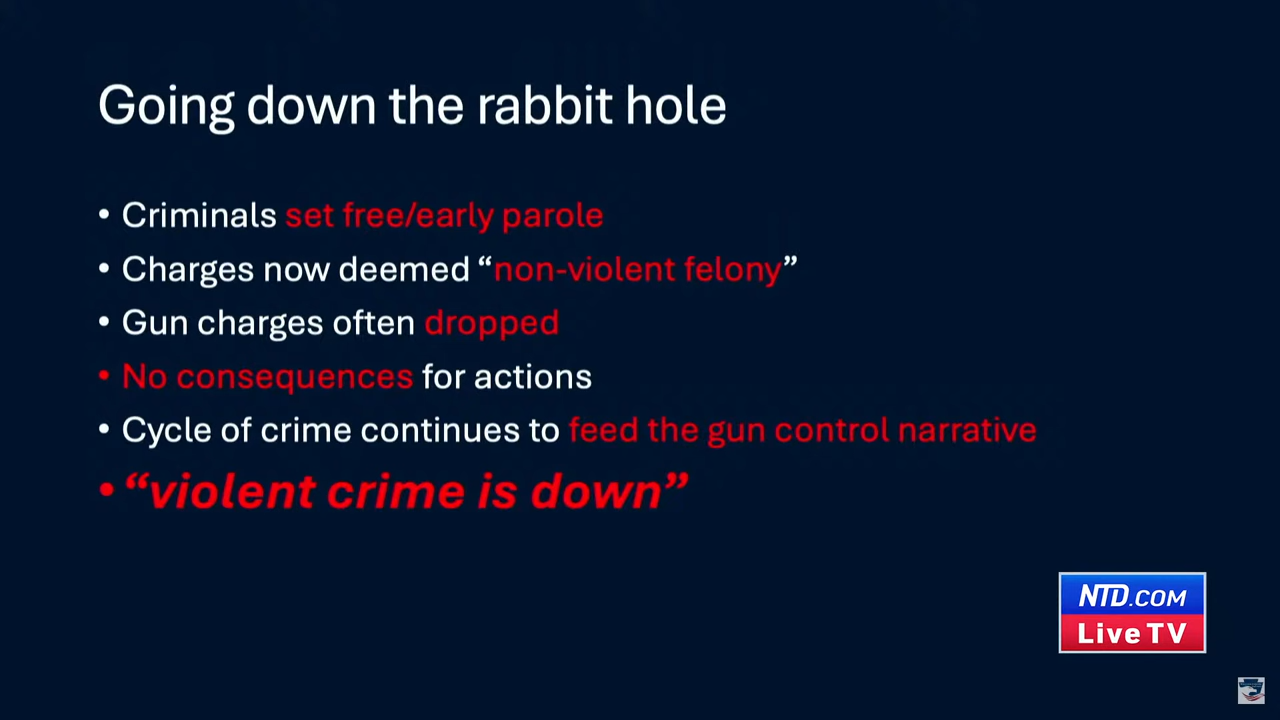 Going down the rabbit hole
• Criminals set free/early parole
• Charges now deemed “non-violent felony”
• Gun charges often dropped
• No consequences for actions
• Cycle of crime continues to feed the gun control narrative
• “violent crime is down”
NTD.COM
Live TV